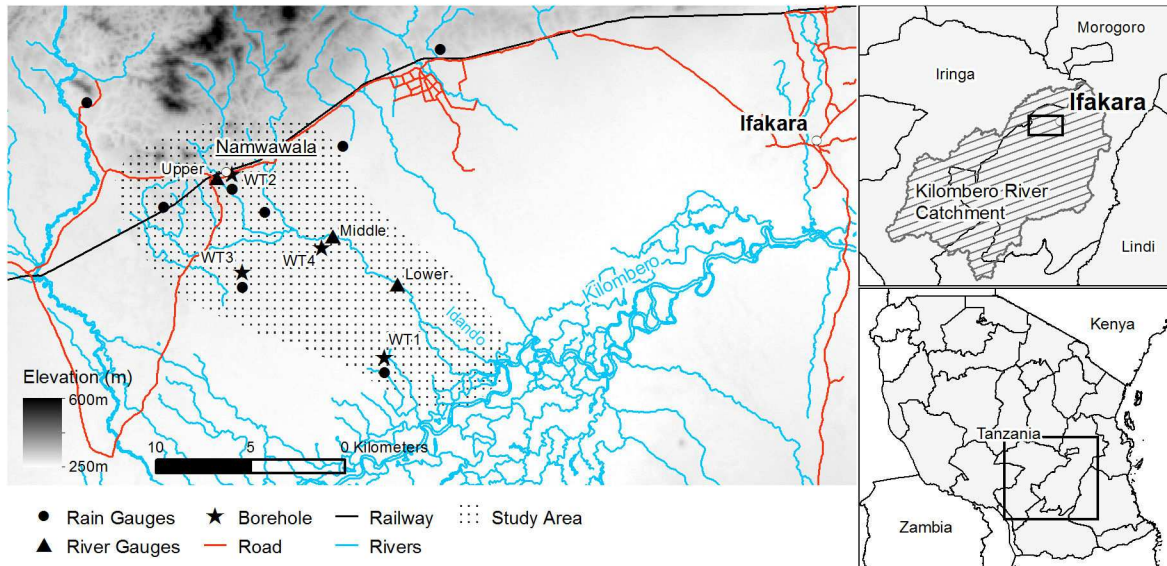 Ifakara
Namwawala
Upper
WT2
Middle
WT3
WT4
Lower
Kilombero
Idando
WT1
Elevation (m)
600m
250m
10 5 0 Kilometers
Rain Gauges
Borehole
Railway
Study Area
River Gauges
Road
Rivers
Morogoro
Iringa
Ifakara
Kilombero River
Catchment
Lindi
Kenya
Tanzania
Zambia